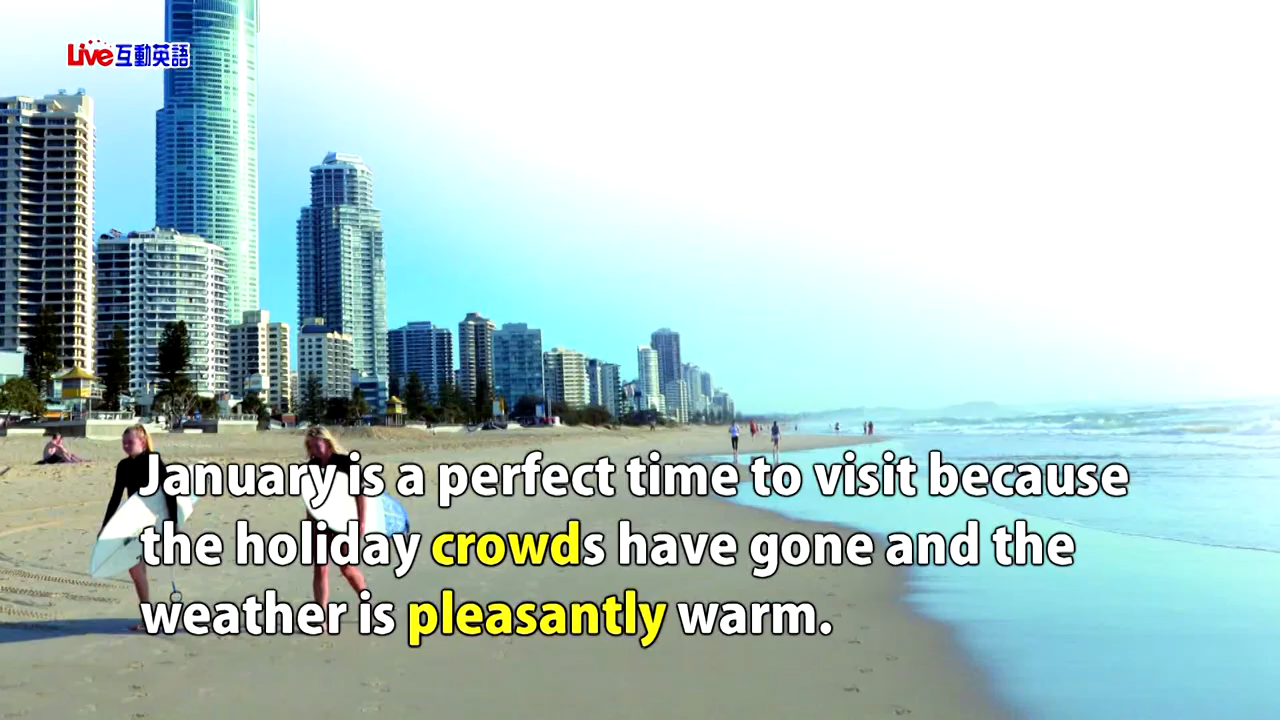 Live互動英語
January is a perfect time to visit because
the holiday crowds have gone and the
weather is pleasantly warm.